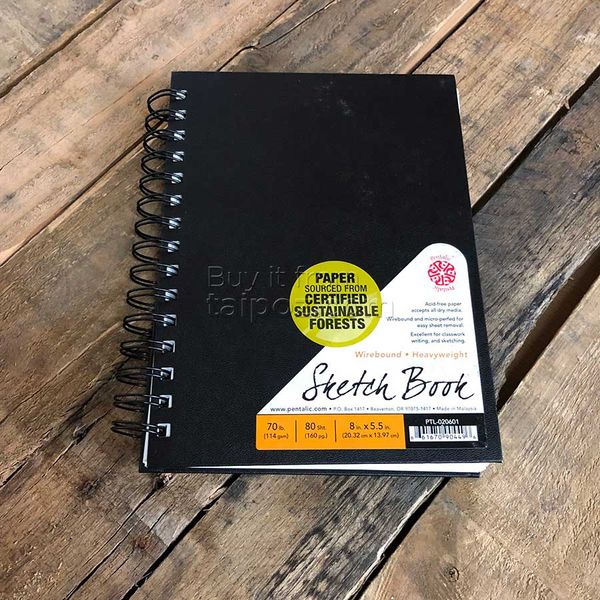 Pentalic™
Pentalic
Acid-free paper
accepts all dry media.
Wirebound and micro-perfed for
easy sheet removal.
Excellent for classwork
writing, and sketching.
PAPER
SOURCED FROM
CERTIFIED
SUSTAINABLE
FORESTS
Wirebound • Heavyweight
Sketch Book
www.pentalic.com • P.O. Box 1417 • Beaverton, OR 97075-1417 • Made in Malaysia
70 lb.
(114 gsm)
80 Sht.
(160 pg.)
8 in. x 5.5 in.
(20.32 cm x 13.97 cm)
PTL-020601
Buy it